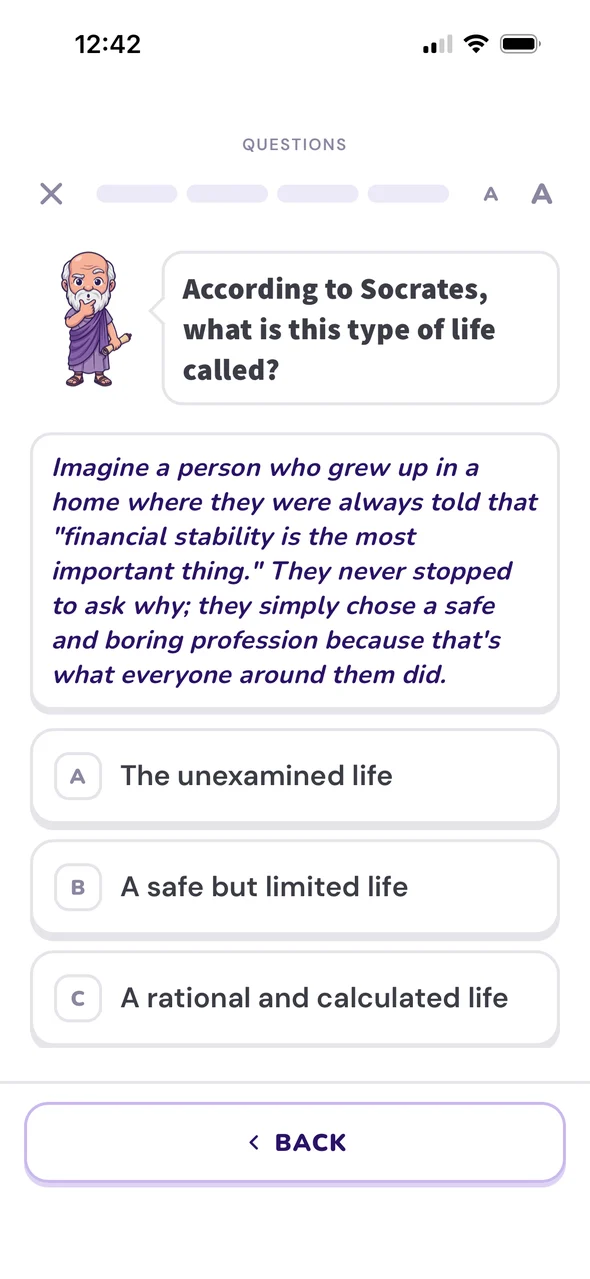 12:42
QUESTIONS
A A
According to Socrates,
what is this type of life
called?
Imagine a person who grew up in a
home where they were always told that
"financial stability is the most
important thing." They never stopped
to ask why; they simply chose a safe
and boring profession because that's
what everyone around them did.
A The unexamined life
B A safe but limited life
C A rational and calculated life
BACK